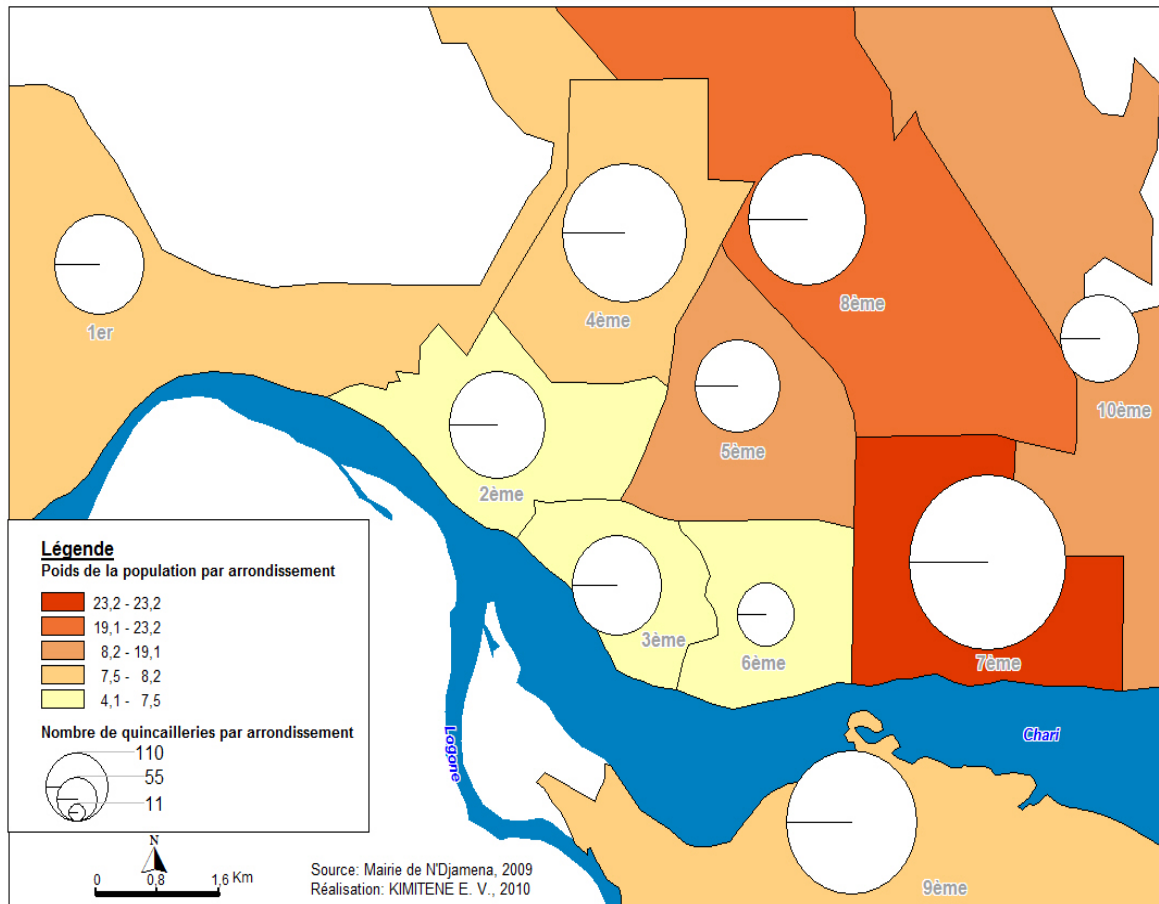 1er
4ème
8ème
10ème
5ème
2ème
3ème
6ème
7ème
9ème
Chari
Logone
Légende
Poids de la population par arrondissement
23,2 - 23,2
19,1 - 23,2
8,2 - 19,1
7,5 - 8,2
4,1 - 7,5
Nombre de quincailleries par arrondissement
110
55
11
N
0 0,8 1,6 Km
Source: Mairie de N'Djamena, 2009
Réalisation: KIMITENE E. V., 2010